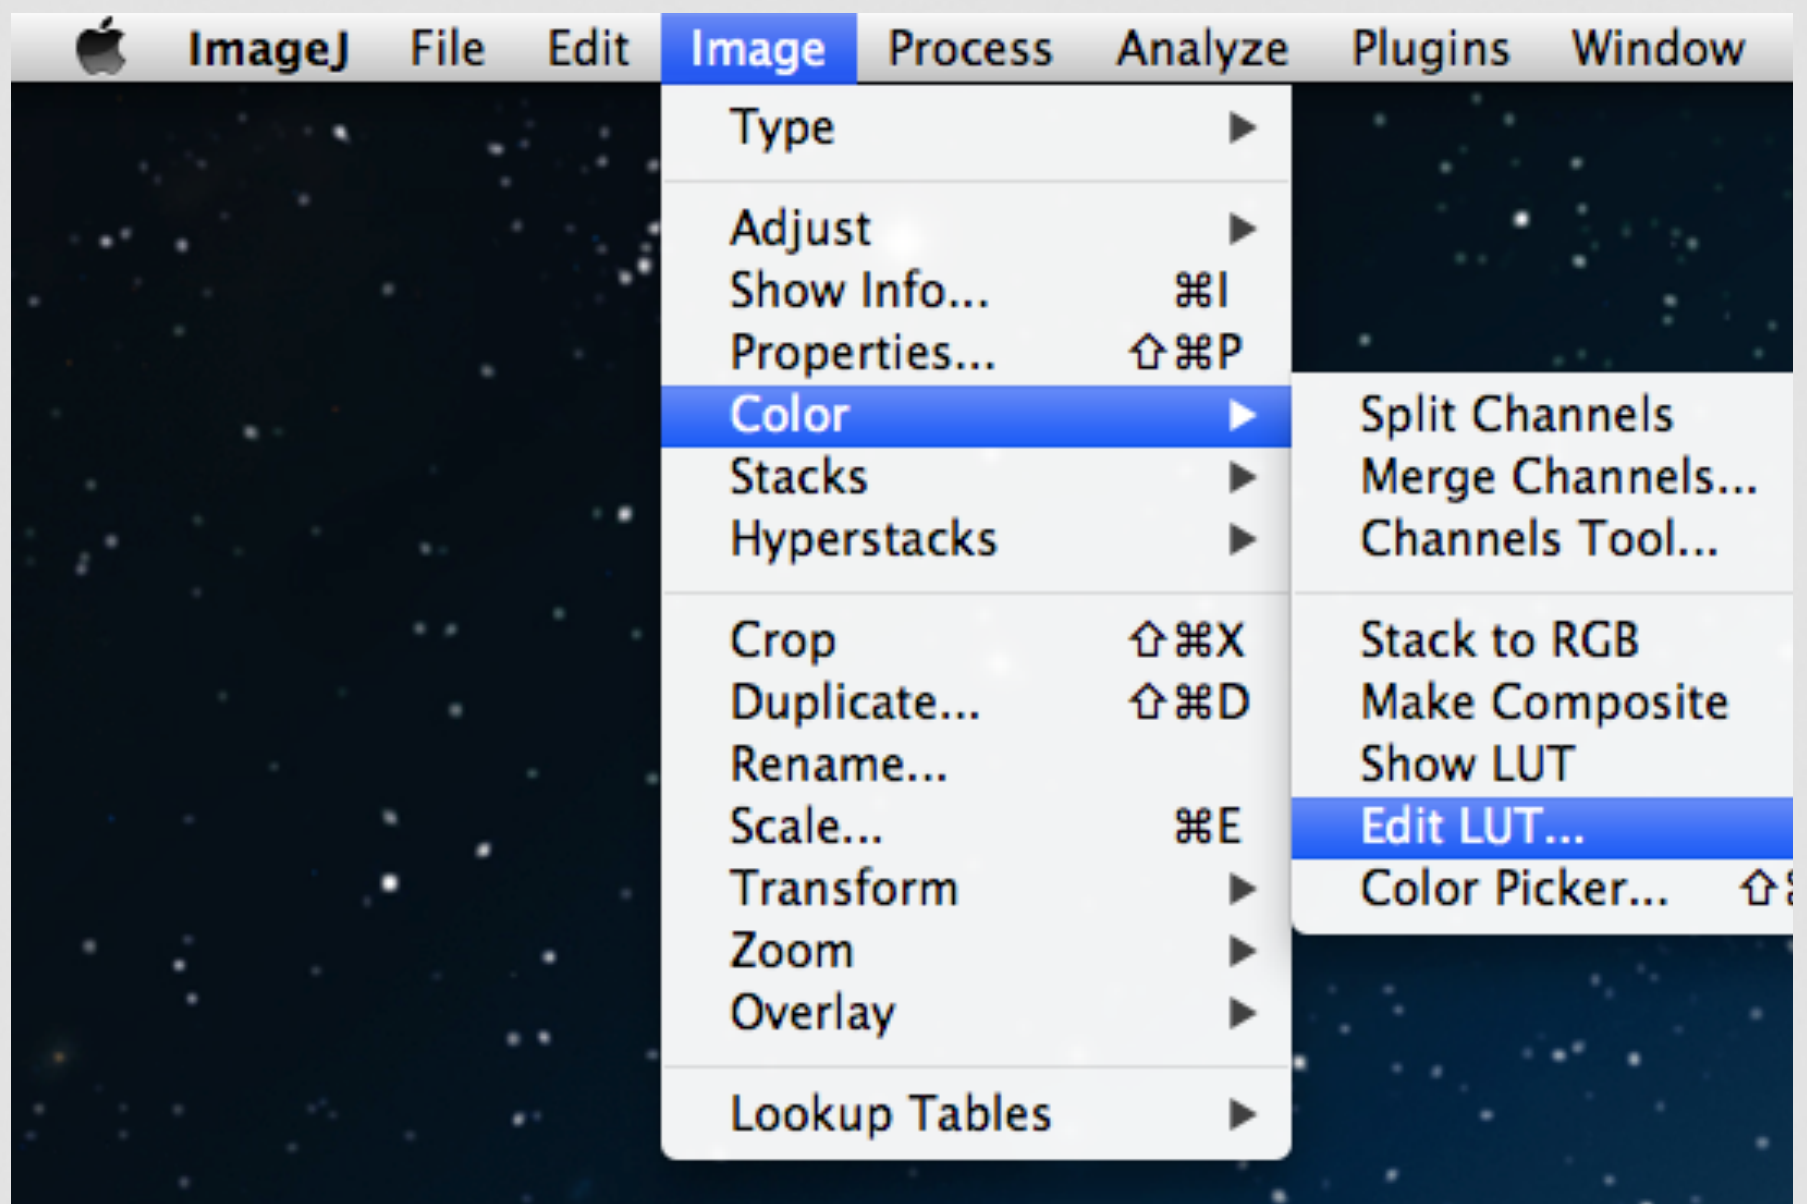 ImageJ File Edit Image Process Analyze Plugins Window
Type
Adjust
Show Info... ⌘I
Properties... ⇧⌘P
Color
Stacks
Hyperstacks
Crop ⇧⌘X
Duplicate... ⇧⌘D
Rename...
Scale... ⌘E
Transform
Zoom
Overlay
Lookup Tables
Split Channels
Merge Channels...
Channels Tool...
Stack to RGB
Make Composite
Show LUT
Edit LUT...
Color Picker... ⇧